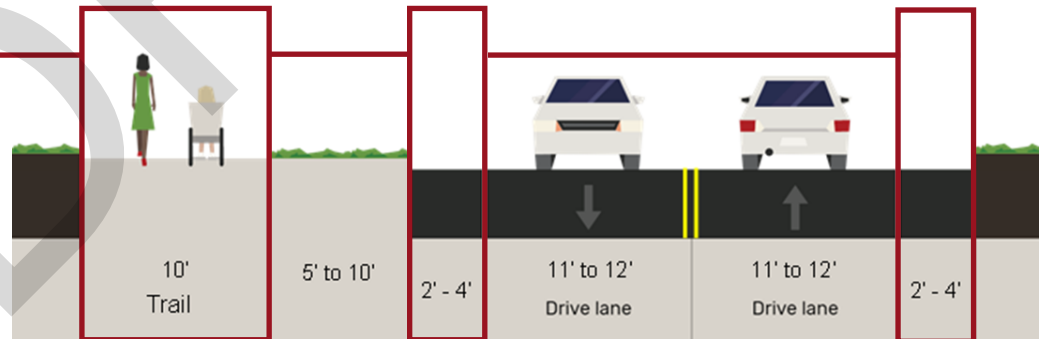 10'
Trail
5' to 10'
2' - 4'
11' to 12'
Drive lane
11' to 12'
Drive lane
2' - 4'